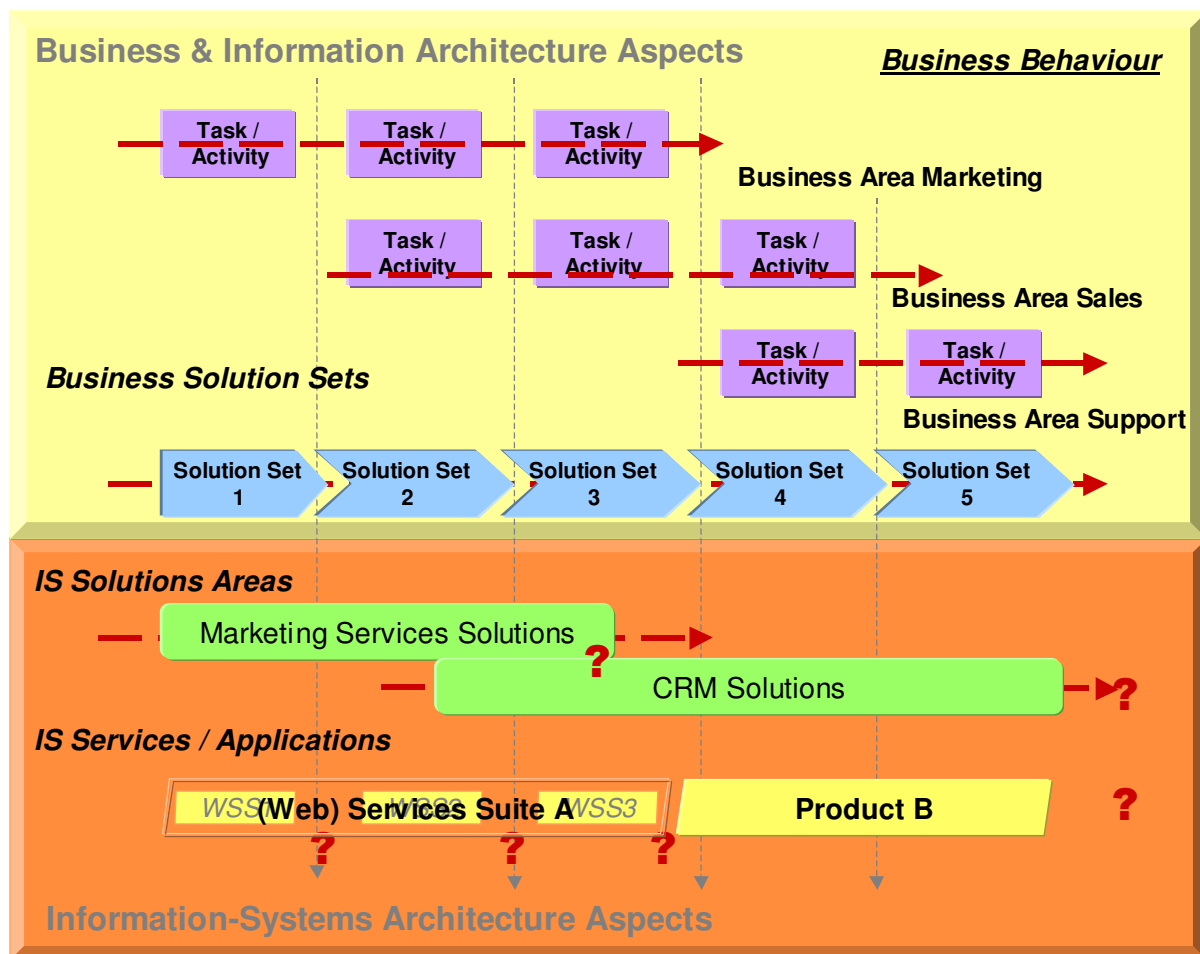 Business & Information Architecture Aspects
Business Behaviour
Task /
Activity
Task /
Activity
Task /
Activity
Business Area Marketing
Task /
Activity
Task /
Activity
Task /
Activity
Business Area Sales
Task /
Activity
Task /
Activity
Business Solution Sets
Business Area Support
Solution Set
1
Solution Set
2
Solution Set
3
Solution Set
4
Solution Set
5
IS Solutions Areas
Marketing Services Solutions
?
CRM Solutions
?
IS Services / Applications
WSS1
WSS2
WSS3
(Web) Services Suite A
Product B
?
?
?
?
Information-Systems Architecture Aspects